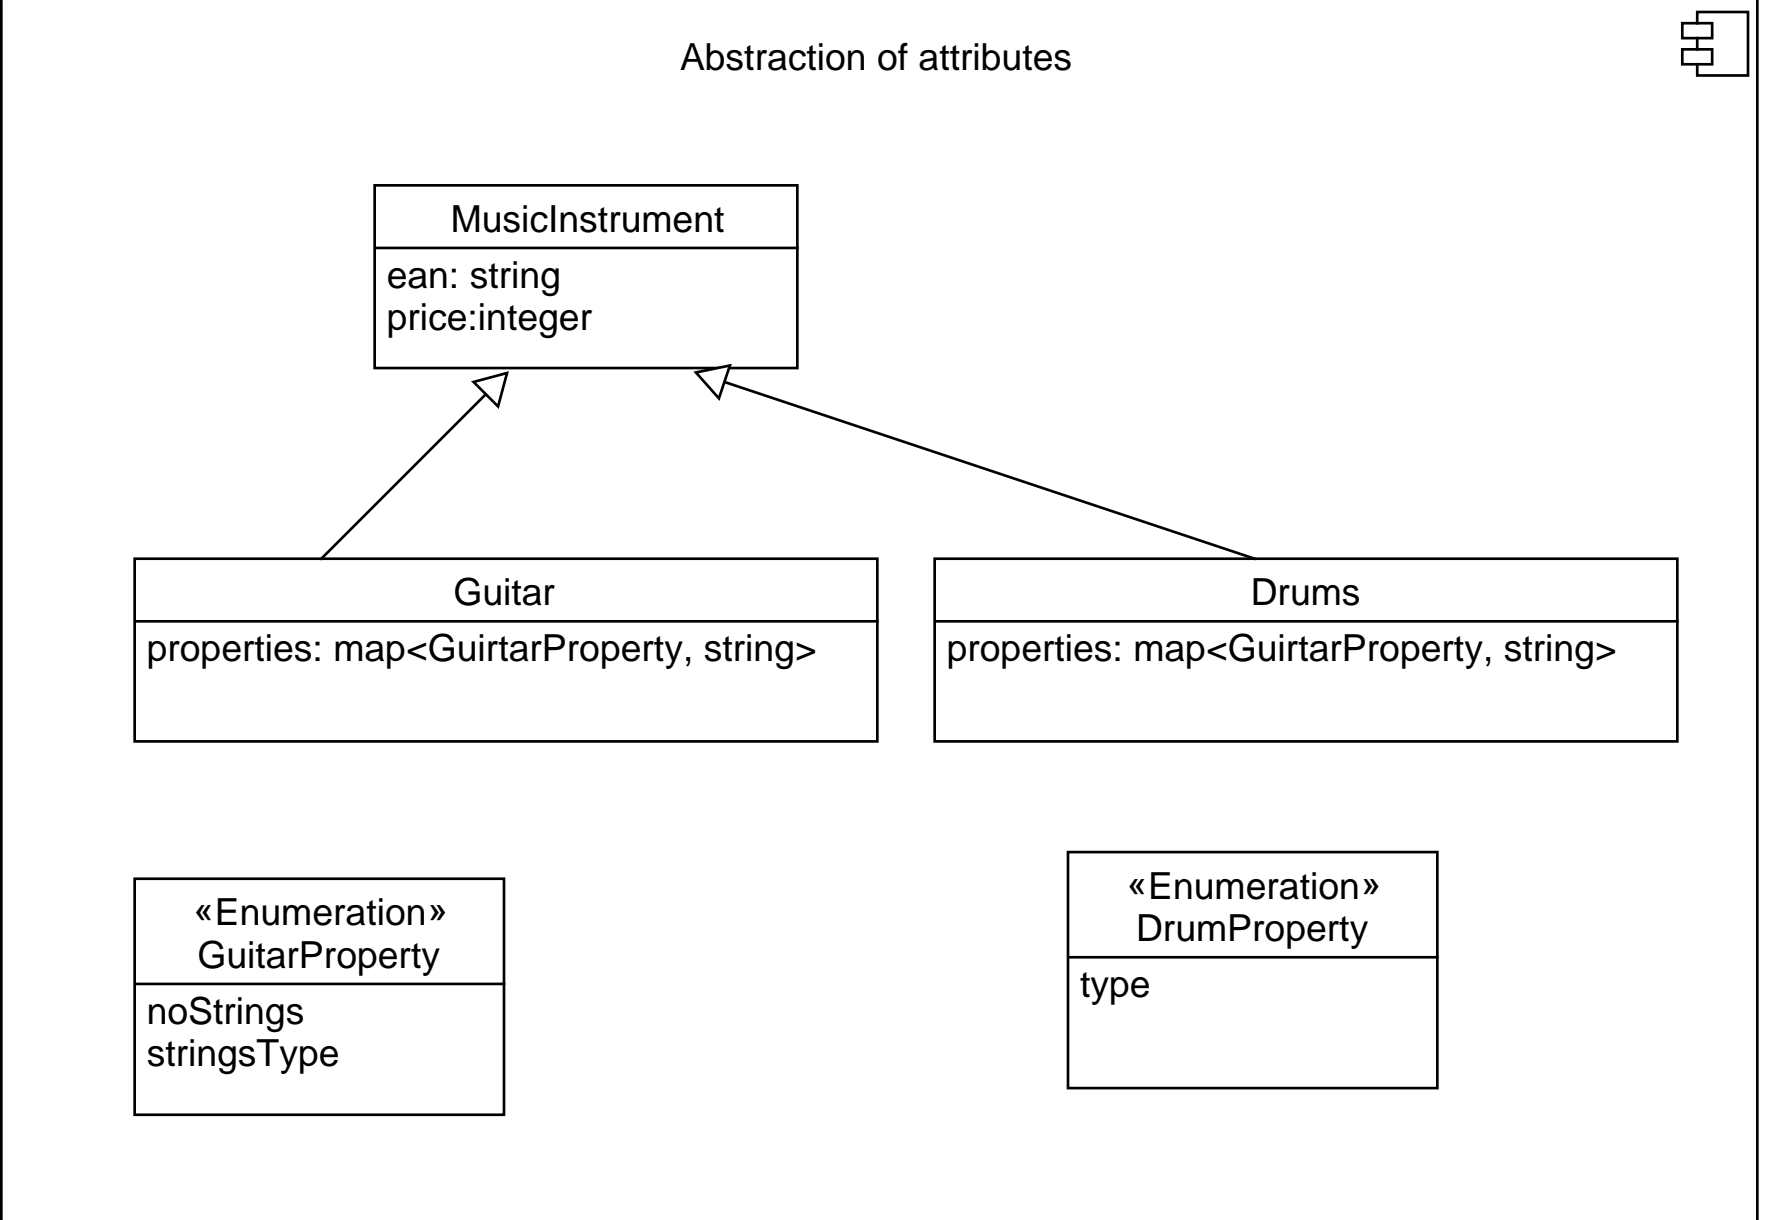 Abstraction of attributes
MusicInstrument
ean: string
price:integer
Guitar
properties: map<GuirtarProperty, string>
Drums
properties: map<GuirtarProperty, string>
«Enumeration»
GuitarProperty
noStrings
stringsType
«Enumeration»
DrumProperty
type